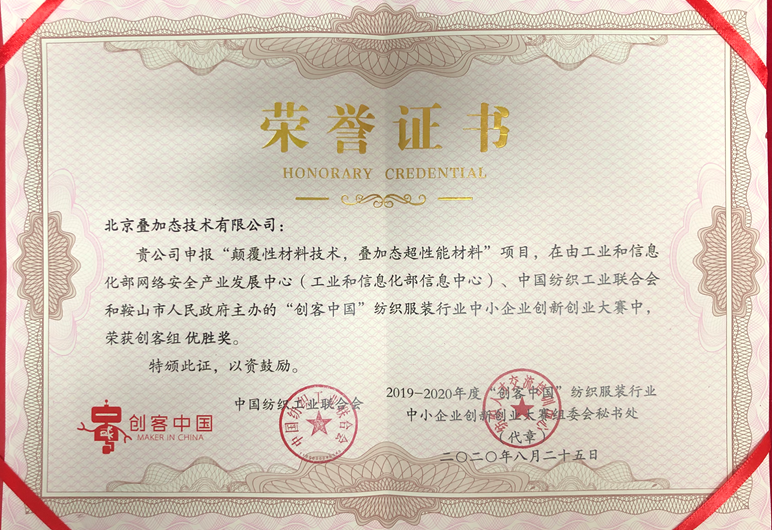 荣誉证书
HONORARY CREDENTIAL
北京叠加态技术有限公司：
贵公司申报“颠覆性材料技术，叠加态超性能材料”项目，在由工业和信息
化部网络安全产业发展中心（工业和信息化部信息中心）、中国纺织工业联合会
和鞍山市人民政府主办的“创客中国”纺织服装行业中小企业创新创业大赛中，
荣获创客组 优胜奖。
特颁此证，以资鼓励。
中国纺织工业联合会
中国纺织工业联合会
2019-2020年度“创客中国”纺织服装行业
中小企业创新创业大赛组委会秘书处
（代章）
二〇二〇年八月二十五日
创客中国
MAKER IN CHINA